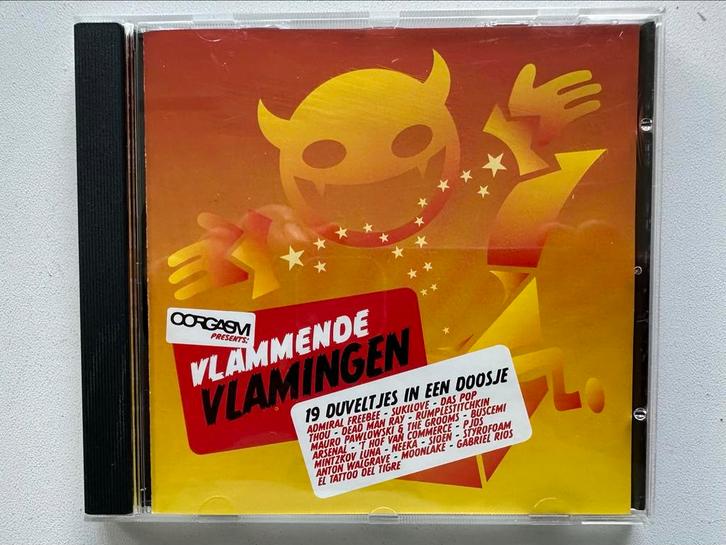 OORGASM
PRESENTS:
VLAMMENDE
VLAMINGEN
19 DUVELTJES IN EEN DOOSJE
ADMIRAL FREEBEE - SUKILOVE - DAS POP
THOU - DEAD MAN RAY - RUMPLESTITCHKIN
MAURO PAWLOWSKI & THE GROOMS - BUSCEMI
ARSENAL - 'T HOF VAN COMMERCE - PJDS
MINTZKOV LUNA - NEEKA - SIOEN - STYROFOAM
ANTON WALGRAVE - MOONLAKE - GABRIEL RIOS
EL TATTOO DEL TIGRE